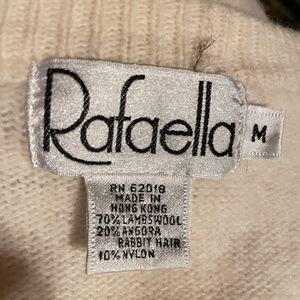 Rafaella
M
RN 62018
MADE IN
HONG KONG
70% LAMBSWOOL
20% ANGORA
RABBIT HAIR
10% NYLON